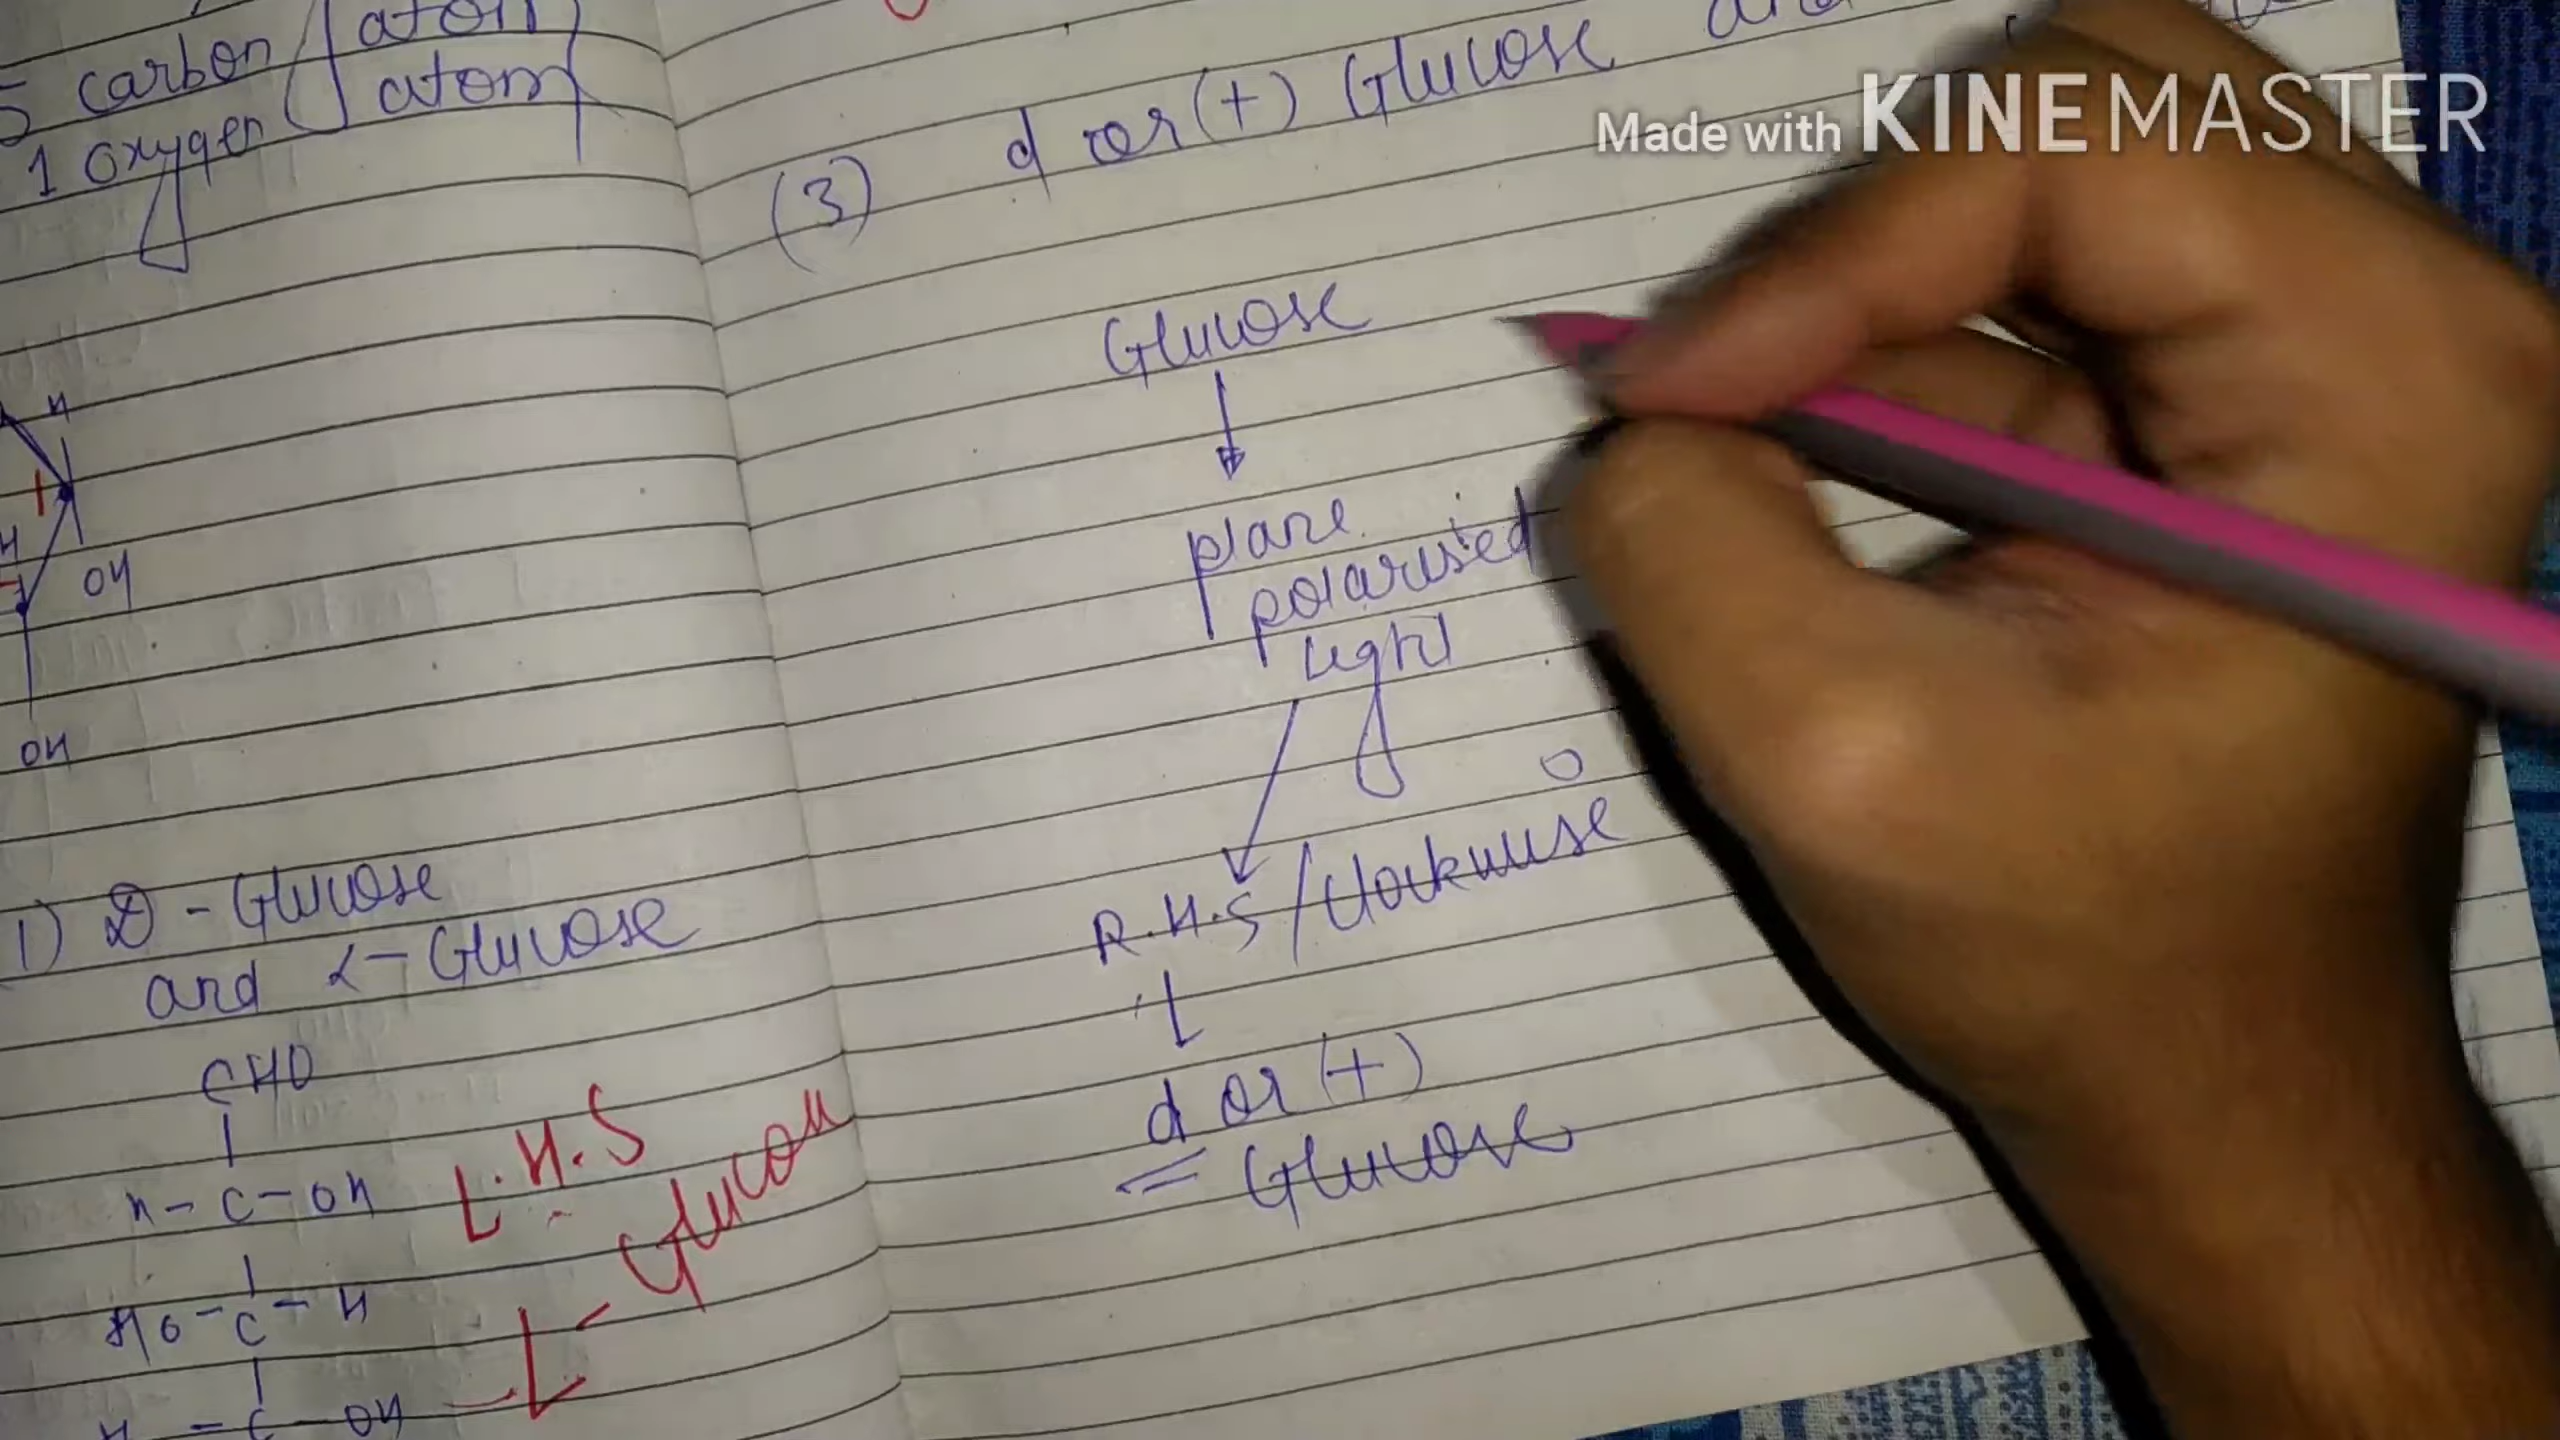 5 carbon atom
1 oxygen atom
H
OH
H
OH
1) D - Glucose
and L - Glucose
CHO
H - C - OH
HO - C - H
H - C - OH
L.H.S
L - Glucose
(3) d or (+) Glucose and
Glucose
plane
polarised
light
R.H.S / Clockwise
d or (+)
= Glucose
Made with KINEMASTER